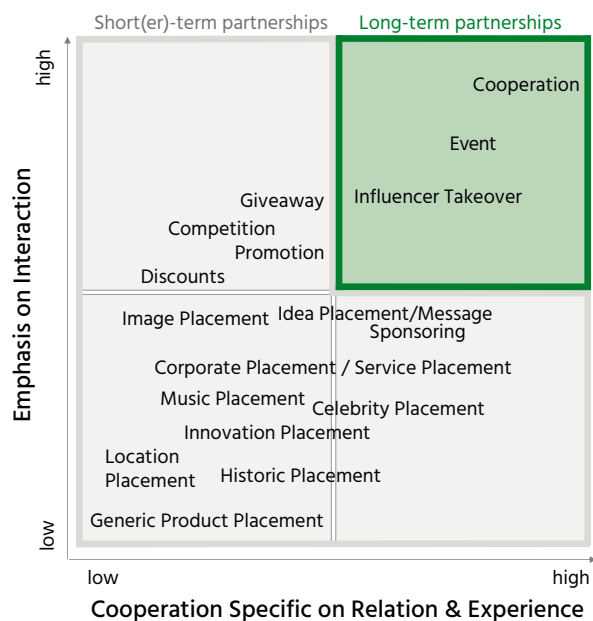 Short(er)-term partnerships
Long-term partnerships
high
Cooperation
Event
Giveaway
Influencer Takeover
Competition
Promotion
Discounts
Emphasis on Interaction
Image Placement
Idea Placement/Message
Sponsoring
Corporate Placement / Service Placement
Music Placement
Celebrity Placement
Innovation Placement
Location
Placement
Historic Placement
Generic Product Placement
low
low
high
Cooperation Specific on Relation & Experience